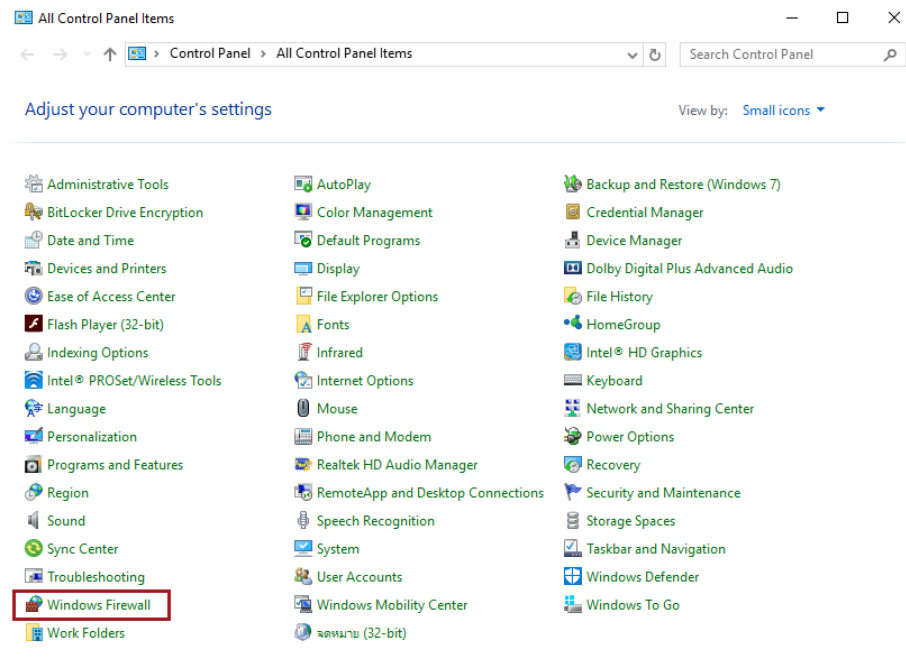 All Control Panel Items
Control Panel > All Control Panel Items
Search Control Panel
Adjust your computer's settings
View by: Small icons
Administrative Tools
AutoPlay
Backup and Restore (Windows 7)
BitLocker Drive Encryption
Color Management
Credential Manager
Date and Time
Default Programs
Device Manager
Devices and Printers
Display
Dolby Digital Plus Advanced Audio
Ease of Access Center
File Explorer Options
File History
Flash Player (32-bit)
Fonts
HomeGroup
Indexing Options
Infrared
Intel® HD Graphics
Intel® PROSet/Wireless Tools
Internet Options
Keyboard
Language
Mouse
Network and Sharing Center
Personalization
Phone and Modem
Power Options
Programs and Features
Realtek HD Audio Manager
Recovery
Region
RemoteApp and Desktop Connections
Security and Maintenance
Sound
Speech Recognition
Storage Spaces
Sync Center
System
Taskbar and Navigation
Troubleshooting
User Accounts
Windows Defender
Windows Firewall
Windows Mobility Center
Windows To Go
Work Folders
จดหมาย (32-bit)